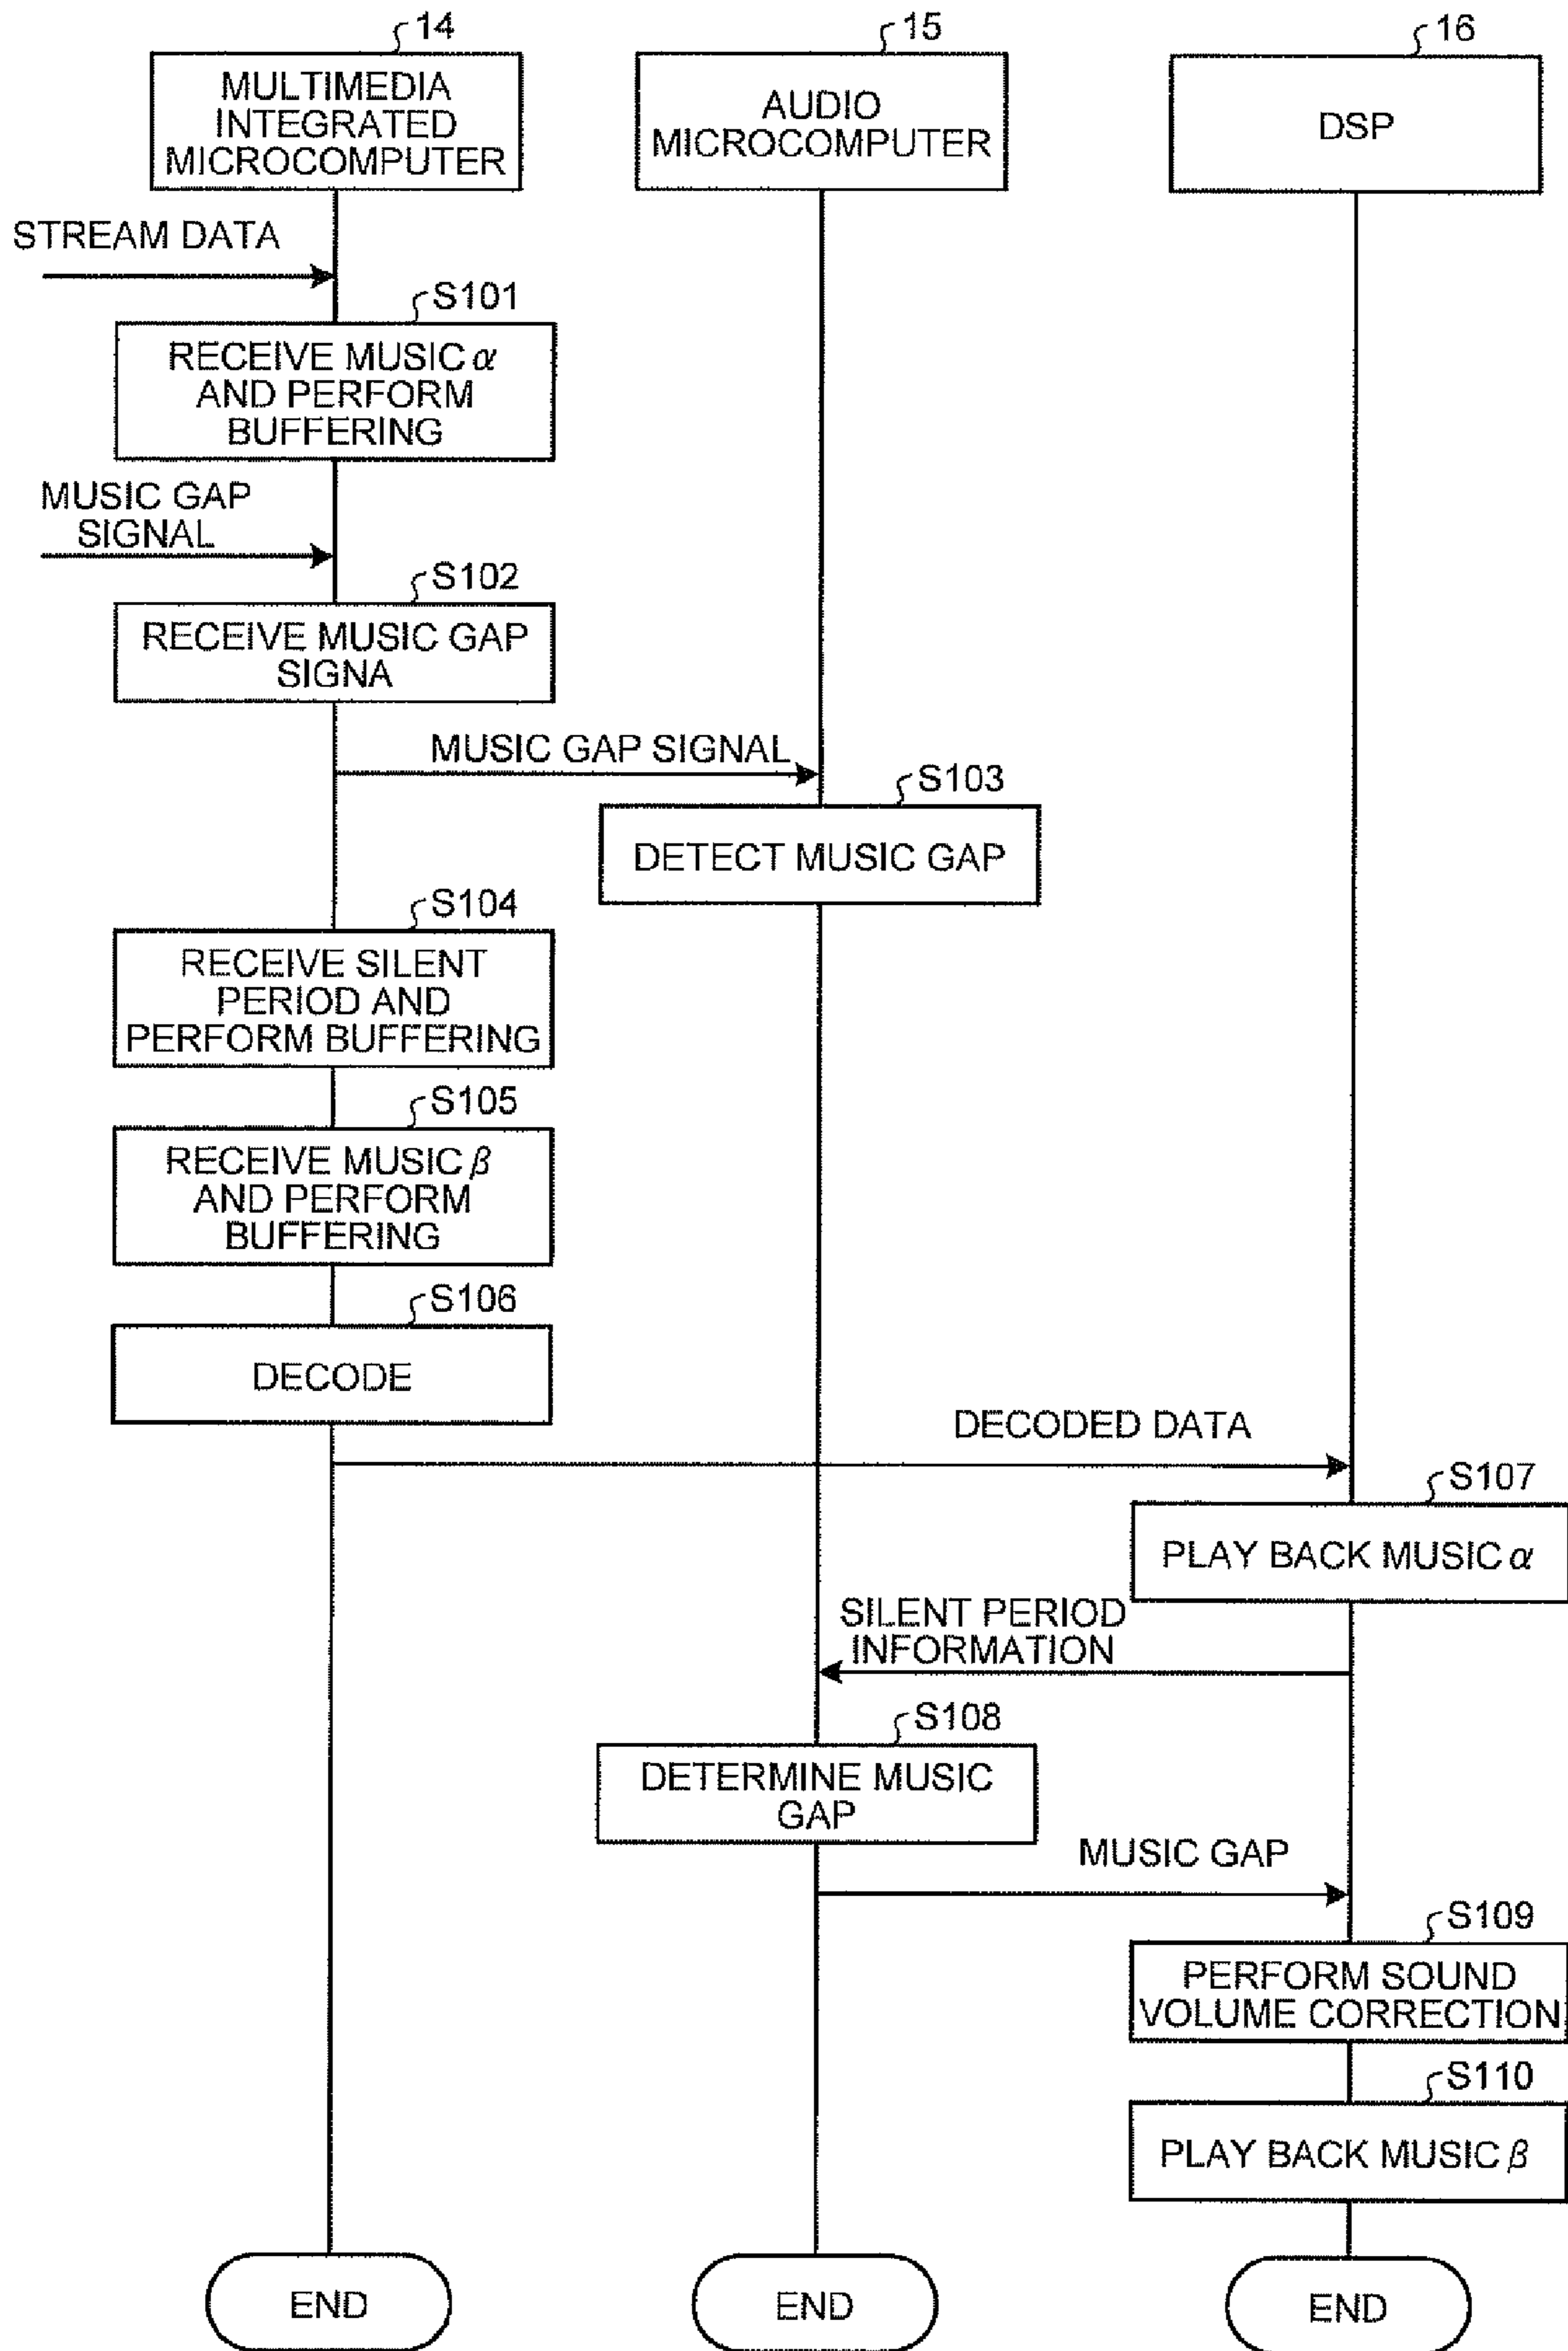 14
MULTIMEDIA
INTEGRATED
MICROCOMPUTER
15
AUDIO
MICROCOMPUTER
16
DSP
STREAM DATA
S101
RECEIVE MUSIC α
AND PERFORM
BUFFERING
MUSIC GAP
SIGNAL
S102
RECEIVE MUSIC GAP
SIGNA
MUSIC GAP SIGNAL
S103
DETECT MUSIC GAP
S104
RECEIVE SILENT
PERIOD AND
PERFORM BUFFERING
S105
RECEIVE MUSIC β
AND PERFORM
BUFFERING
S106
DECODE
DECODED DATA
S107
PLAY BACK MUSIC α
SILENT PERIOD
INFORMATION
S108
DETERMINE MUSIC
GAP
MUSIC GAP
S109
PERFORM SOUND
VOLUME CORRECTION
S110
PLAY BACK MUSIC β
END
END
END